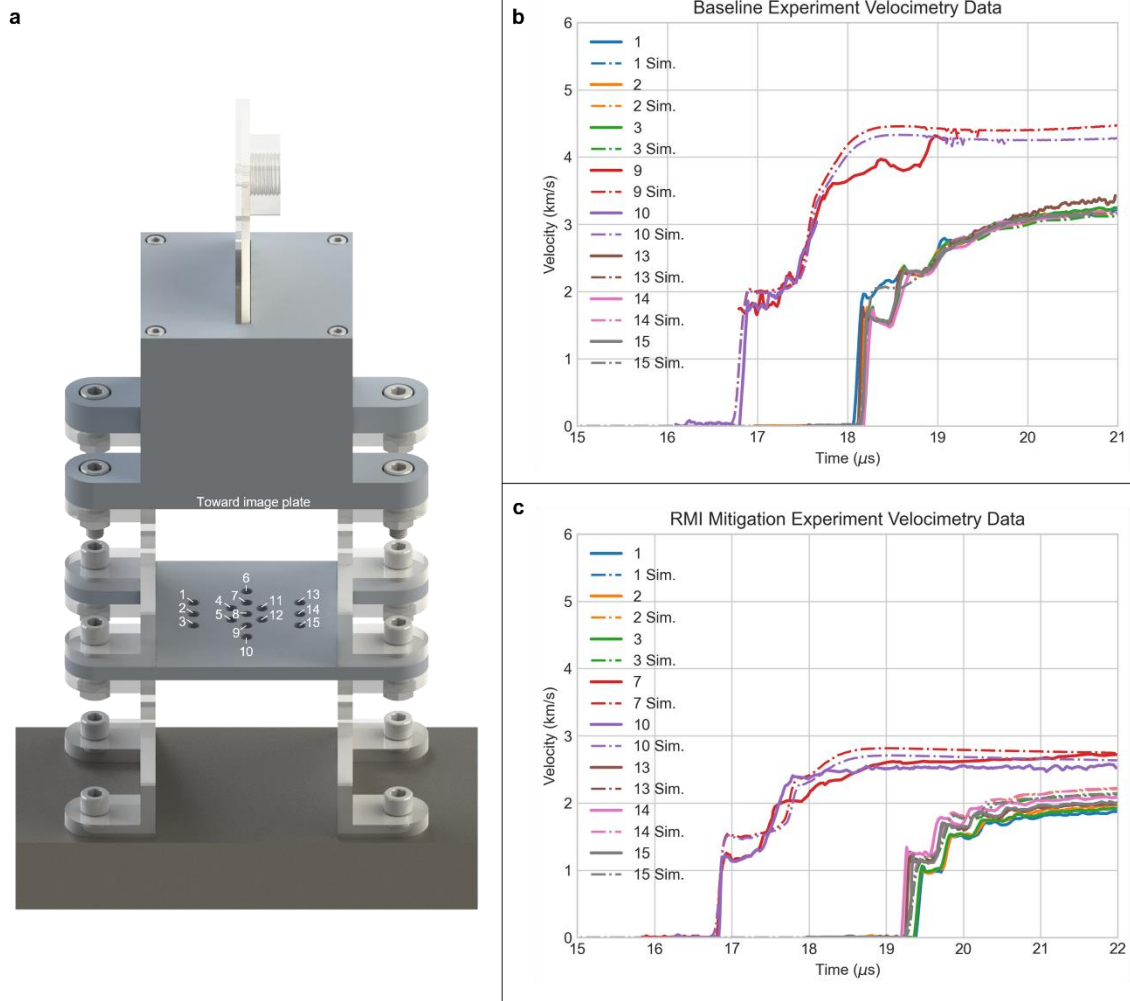 a
Toward image plate
1
2
3
4
5
6
7
8
9
10
11
12
13
14
15
b
Baseline Experiment Velocimetry Data
Velocity (km/s)
6
5
4
3
2
1
0
1
1 Sim.
2
2 Sim.
3
3 Sim.
9
9 Sim.
10
10 Sim.
13
13 Sim.
14
14 Sim.
15
15 Sim.
15 16 17 18 19 20 21
Time (μs)
c
RMI Mitigation Experiment Velocimetry Data
Velocity (km/s)
6
5
4
3
2
1
0
1
1 Sim.
2
2 Sim.
3
3 Sim.
7
7 Sim.
10
10 Sim.
13
13 Sim.
14
14 Sim.
15
15 Sim.
15 16 17 18 19 20 21 22
Time (μs)